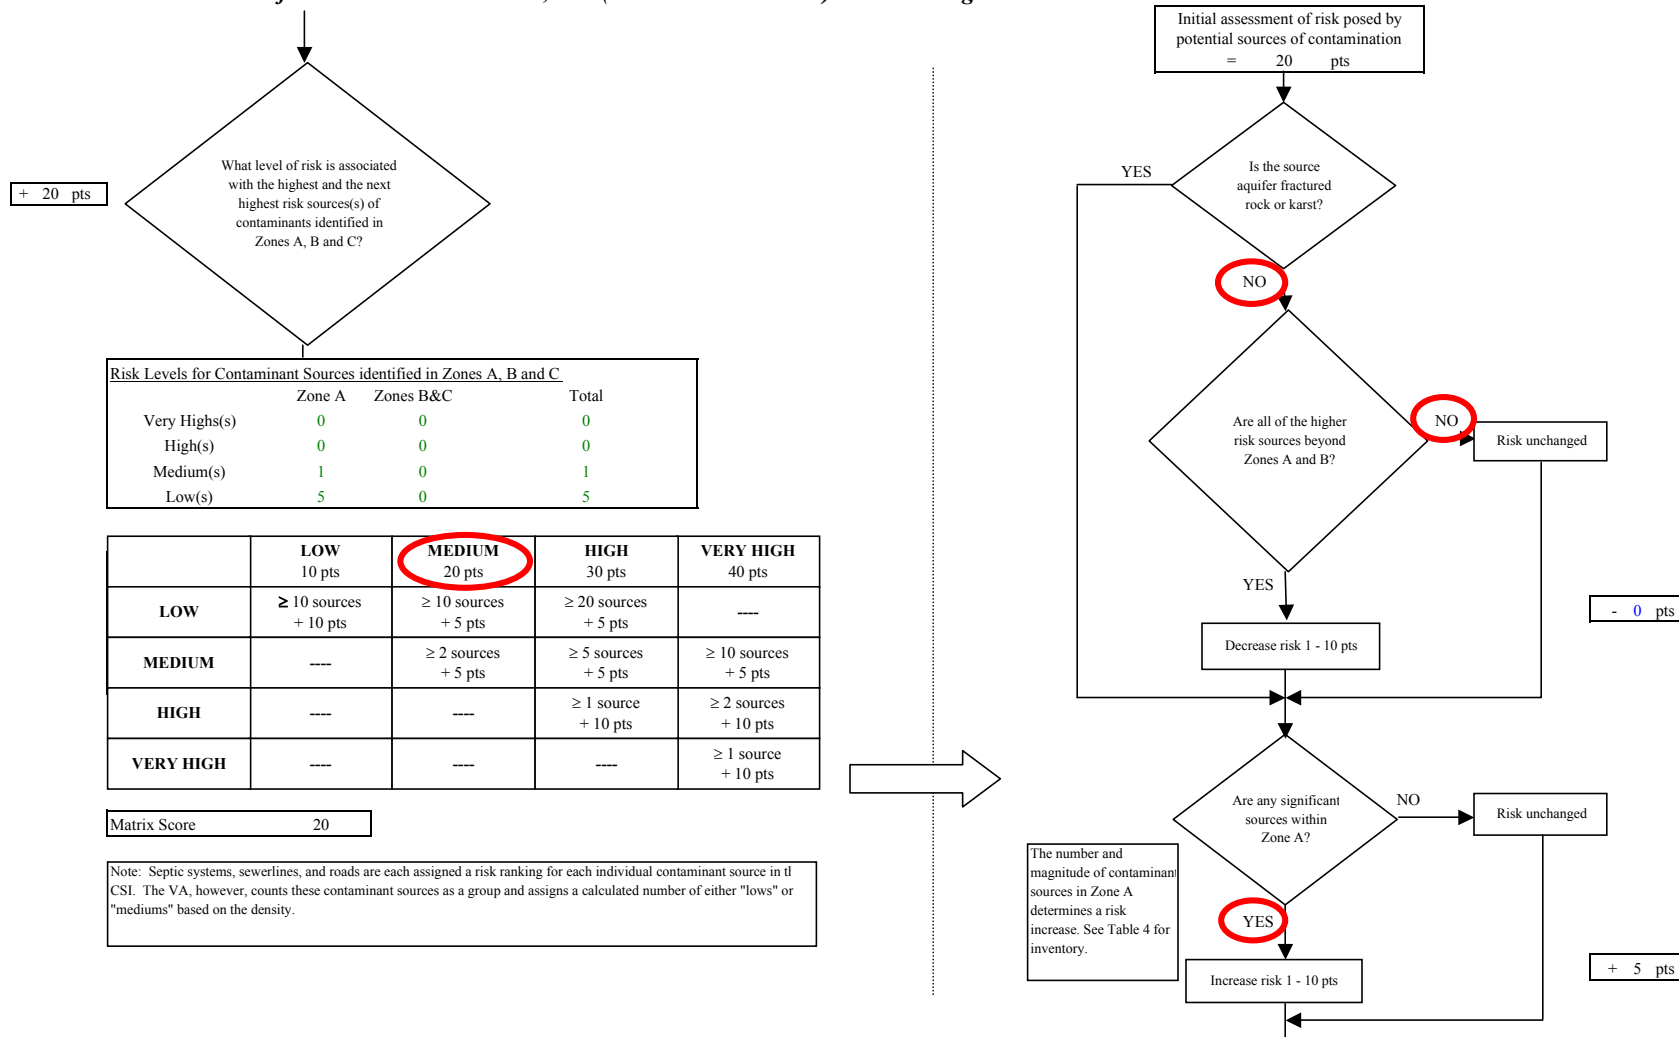 + 20 pts
What level of risk is associated
with the highest and the next
highest risk sources(s) of
contaminants identified in
Zones A, B and C?
Risk Levels for Contaminant Sources identified in Zones A, B and C
Zone A Zones B&C Total
Very Highs(s) 0 0 0
High(s) 0 0 0
Medium(s) 1 0 1
Low(s) 5 0 5
LOW MEDIUM HIGH VERY HIGH
10 pts 20 pts 30 pts 40 pts
LOW ≥ 10 sources ≥ 10 sources ≥ 20 sources ----
+ 10 pts + 5 pts + 5 pts
MEDIUM ---- ≥ 2 sources ≥ 5 sources ≥ 10 sources
+ 5 pts + 5 pts + 5 pts
HIGH ---- ---- ≥ 1 source ≥ 2 sources
+ 10 pts + 10 pts
VERY HIGH ---- ---- ---- ≥ 1 source
+ 10 pts
Matrix Score 20
Note: Septic systems, sewerlines, and roads are each assigned a risk ranking for each individual contaminant source in tl
CSI. The VA, however, counts these contaminant sources as a group and assigns a calculated number of either "lows" or
"mediums" based on the density.
Initial assessment of risk posed by
potential sources of contamination
= 20 pts
Is the source
aquifer fractured
rock or karst?
YES
NO
Are all of the higher
risk sources beyond
Zones A and B?
NO
Risk unchanged
YES
Decrease risk 1 - 10 pts
- 0 pts
Are any significant
sources within
Zone A?
NO
Risk unchanged
The number and
magnitude of contaminant
sources in Zone A
determines a risk
increase. See Table 4 for
inventory.
YES
Increase risk 1 - 10 pts
+ 5 pts